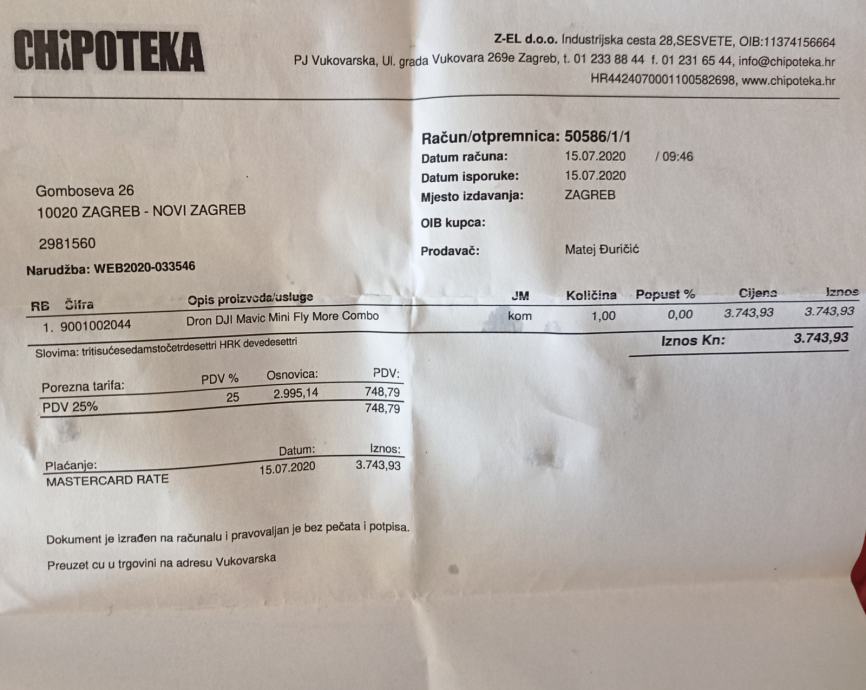 CHiPOTEKA
Z-EL d.o.o. Industrijska cesta 28,SESVETE, OIB:11374156664
PJ Vukovarska, Ul. grada Vukovara 269e Zagreb, t. 01 233 88 44 f. 01 231 65 44, info@chipoteka.hr
HR4424070001100582698, www.chipoteka.hr
Račun/otpremnica: 50586/1/1
Datum računa: 15.07.2020 / 09:46
Datum isporuke: 15.07.2020
Mjesto izdavanja: ZAGREB
OIB kupca:
Prodavač: Matej Đuričić
Gomboseva 26
10020 ZAGREB - NOVI ZAGREB
2981560
Narudžba: WEB2020-033546
RB Šifra Opis proizvoda/usluge JM Količina Popust % Cijena Iznos
1. 9001002044 Dron DJI Mavic Mini Fly More Combo kom 1,00 0,00 3.743,93 3.743,93
Slovima: tritisućesedamstočetrdesettri HRK devedesettri
Iznos Kn: 3.743,93
Porezna tarifa: PDV % Osnovica: PDV:
PDV 25% 25 2.995,14 748,79
748,79
Plaćanje: Datum: Iznos:
MASTERCARD RATE 15.07.2020 3.743,93
Dokument je izrađen na računalu i pravovaljan je bez pečata i potpisa.
Preuzet cu u trgovini na adresu Vukovarska